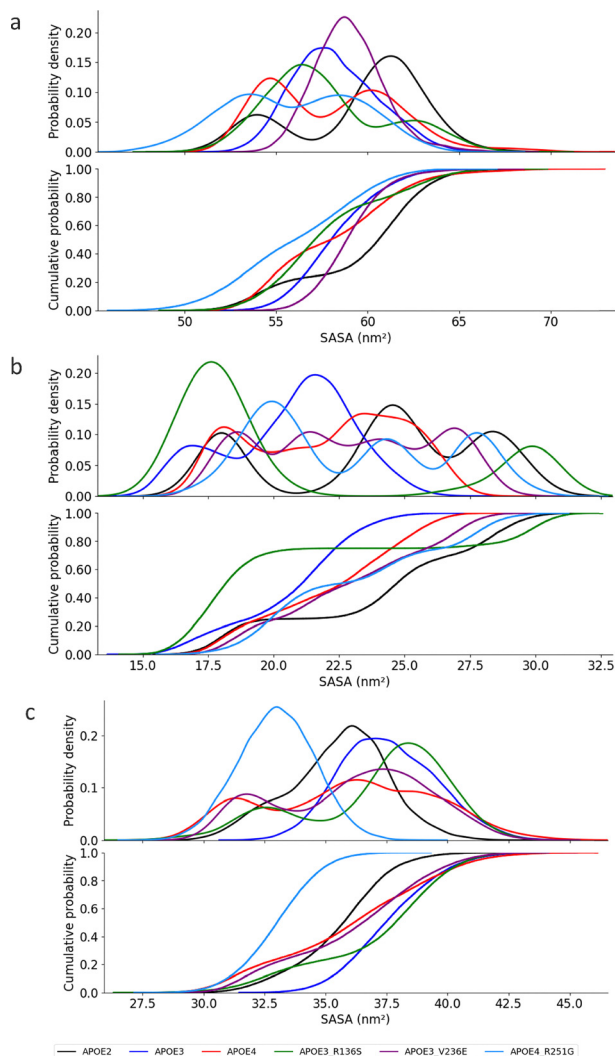 a
Probability density
0.20
0.15
0.10
0.05
0.00
Cumulative probability
1.00
0.80
0.60
0.40
0.20
0.00
50 55 60 65 70
SASA (nm²)
b
Probability density
0.20
0.15
0.10
0.05
0.00
Cumulative probability
1.00
0.80
0.60
0.40
0.20
0.00
15.0 17.5 20.0 22.5 25.0 27.5 30.0 32.5
SASA (nm²)
c
Probability density
0.2
0.1
0.0
Cumulative probability
1.0
0.8
0.6
0.4
0.2
0.0
27.5 30.0 32.5 35.0 37.5 40.0 42.5 45.0
SASA (nm²)
APOE2 APOE3 APOE4 APOE3_R136S APOE3_V236E APOE4_R251G